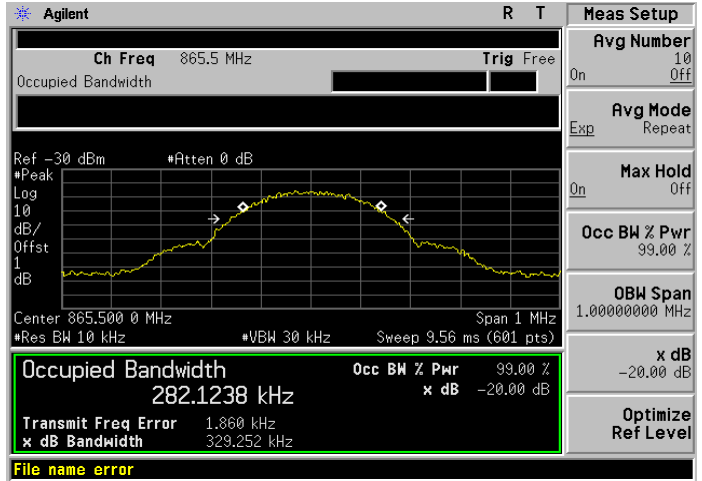 Agilent R T
Ch Freq 865.5 MHz Trig Free
Occupied Bandwidth
Ref -30 dBm #Atten 0 dB
#Peak
Log
10
dB/
Offst
1
dB
Center 865.500 0 MHz Span 1 MHz
#Res BW 10 kHz #VBW 30 kHz Sweep 9.56 ms (601 pts)
Occupied Bandwidth Occ BW % Pwr 99.00 %
282.1238 kHz x dB -20.00 dB
Transmit Freq Error 1.860 kHz
x dB Bandwidth 329.252 kHz
File name error
Meas Setup
Avg Number
10
On Off
Avg Mode
Exp Repeat
Max Hold
On Off
Occ BW % Pwr
99.00 %
OBW Span
1.00000000 MHz
x dB
-20.00 dB
Optimize
Ref Level